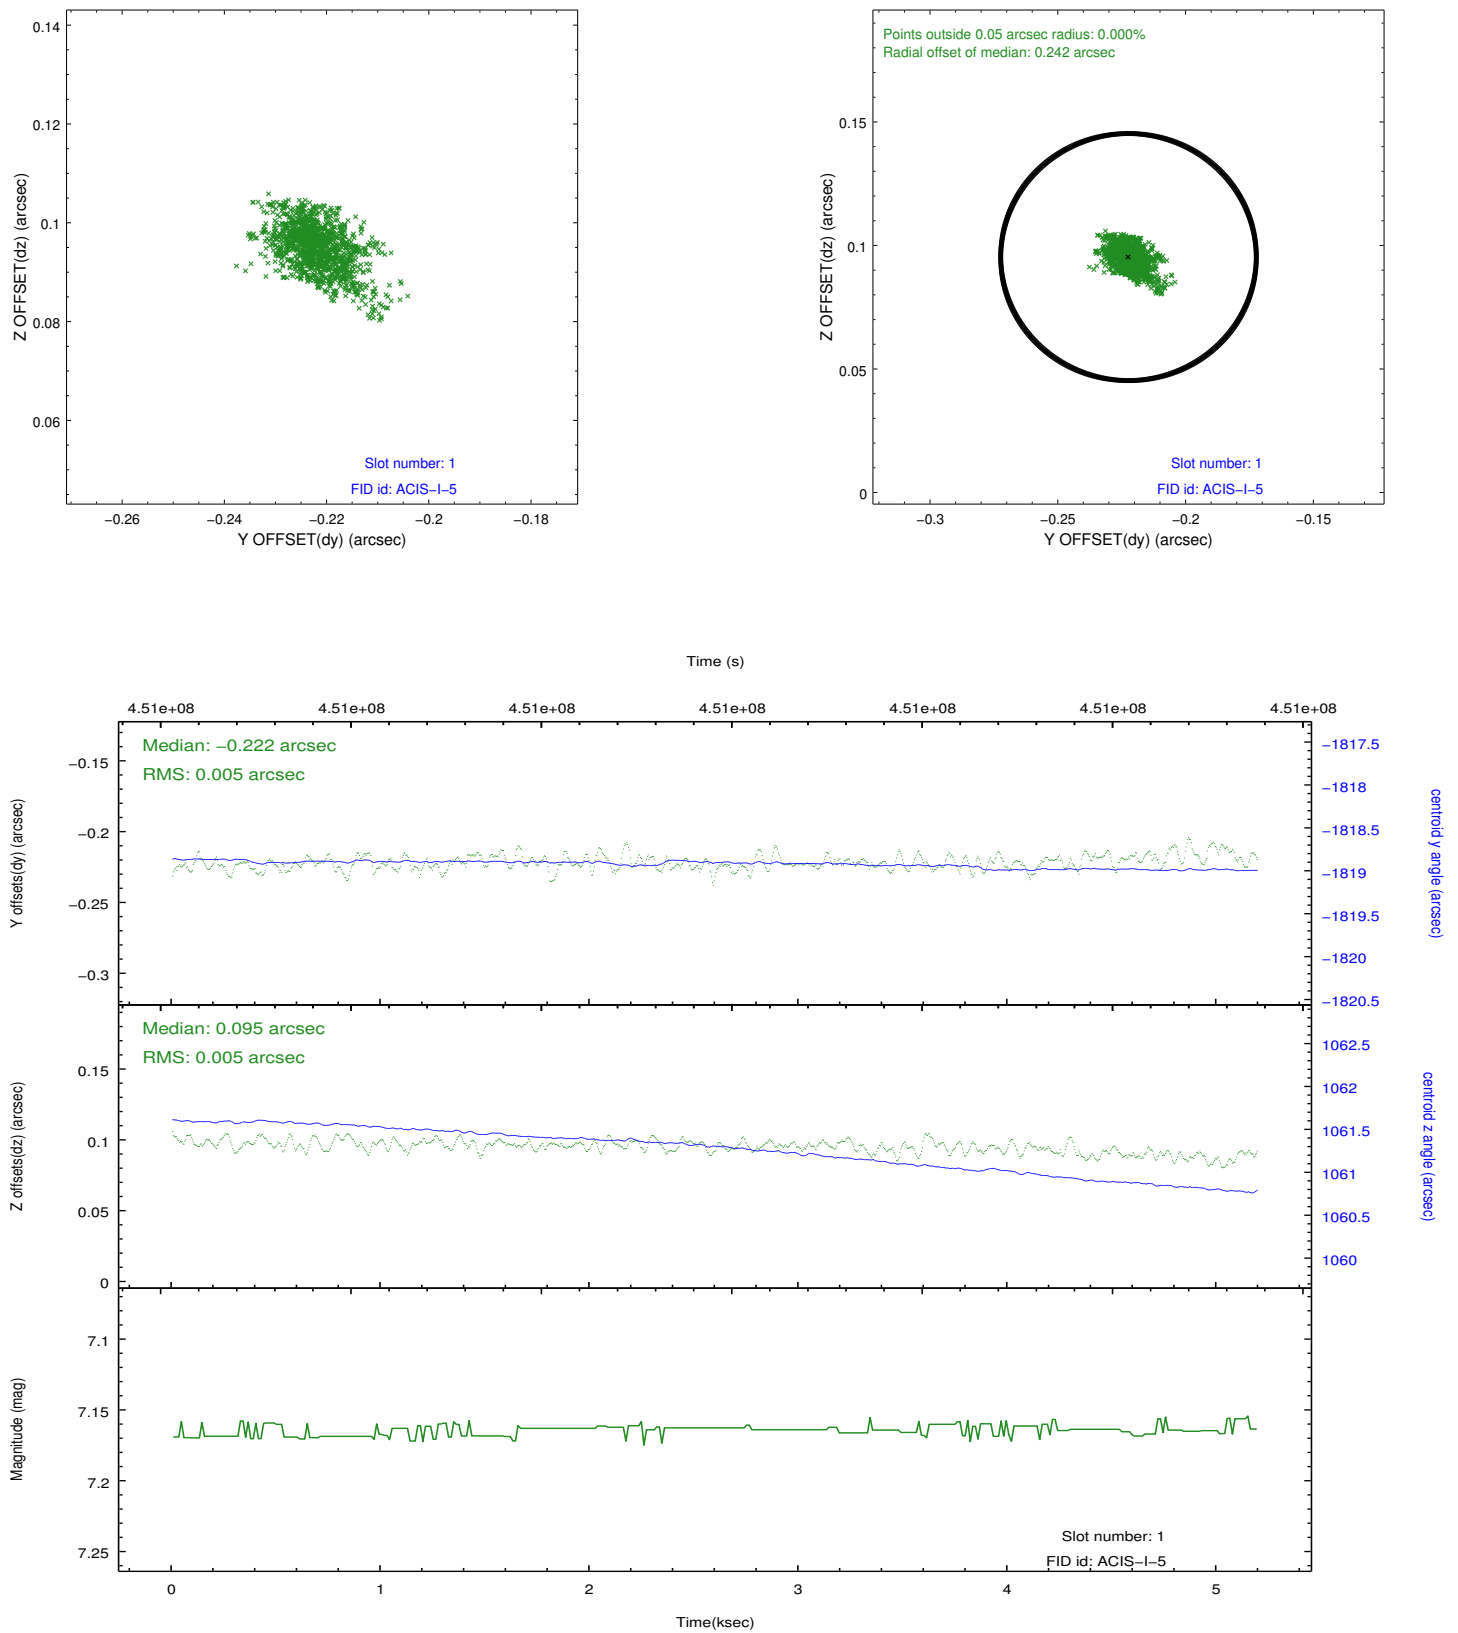 0.14
0.12
0.1
0.08
0.06
Z OFFSET(dz) (arcsec)
Slot number: 1
FID id: ACIS−I−5
−0.26 −0.24 −0.22 −0.2 −0.18
Y OFFSET(dy) (arcsec)
Points outside 0.05 arcsec radius: 0.000%
Radial offset of median: 0.242 arcsec
0.15
0.1
0.05
0
Z OFFSET(dz) (arcsec)
Slot number: 1
FID id: ACIS−I−5
−0.3 −0.25 −0.2 −0.15
Y OFFSET(dy) (arcsec)
Time (s)
4.51e+08 4.51e+08 4.51e+08 4.51e+08 4.51e+08 4.51e+08 4.51e+08
Median: −0.222 arcsec
RMS: 0.005 arcsec
−0.15
−0.2
−0.25
−0.3
Y offsets(dy) (arcsec)
−1817.5
−1818
−1818.5
−1819
−1819.5
−1820
−1820.5
centroid y angle (arcsec)
Median: 0.095 arcsec
RMS: 0.005 arcsec
0.15
0.1
0.05
0
Z offsets(dz) (arcsec)
1062.5
1062
1061.5
1061
1060.5
1060
centroid z angle (arcsec)
7.1
7.15
7.2
7.25
Magnitude (mag)
Slot number: 1
FID id: ACIS−I−5
0 1 2 3 4 5
Time(ksec)